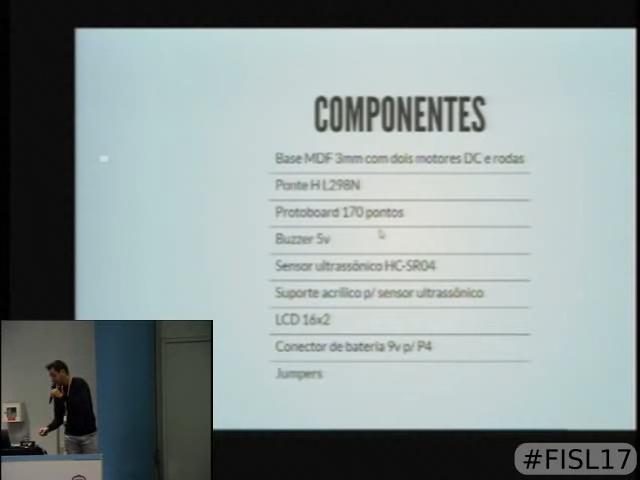 COMPONENTES
Base MDF 3mm com dois motores DC e rodas
Ponte H L298N
Protoboard 170 pontos
Buzzer 5v
Sensor ultrassônico HC-SR04
Suporte acrílico p/ sensor ultrassônico
LCD 16x2
Conector de bateria 9v p/ P4
Jumpers
#FISL17